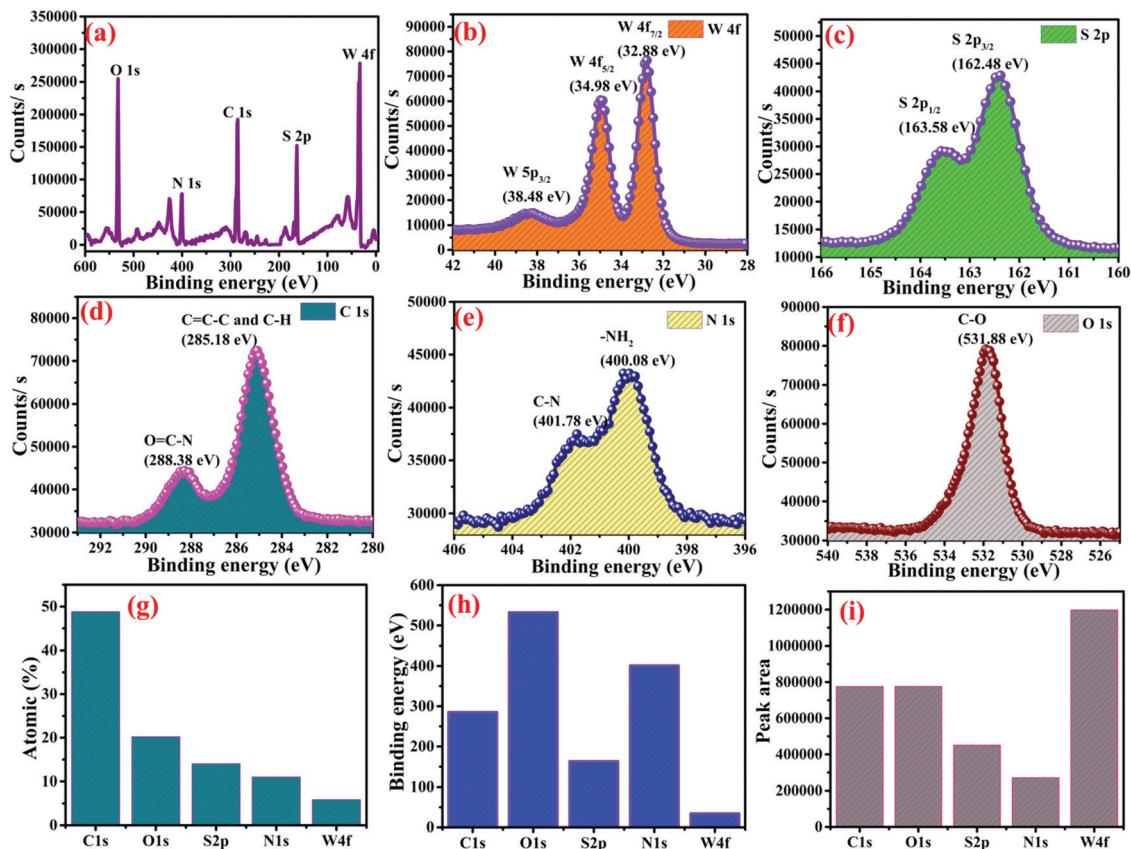 (a)
350000
300000
250000
200000
150000
100000
50000
0
Counts/ s
O 1s
N 1s
C 1s
S 2p
W 4f
600 500 400 300 200 100 0
Binding energy (eV)
(b)
90000
80000
70000
60000
50000
40000
30000
20000
10000
0
Counts/ s
W 4f7/2
(32.88 eV)
W 4f
W 4f5/2
(34.98 eV)
W 5p3/2
(38.48 eV)
42 40 38 36 34 32 30 28
Binding energy (eV)
(c)
55000
50000
45000
40000
35000
30000
25000
20000
15000
10000
Counts/ s
S 2p3/2
(162.48 eV)
S 2p
S 2p1/2
(163.58 eV)
166 165 164 163 162 161 160
Binding energy (eV)
(d)
80000
70000
60000
50000
40000
30000
Counts/ s
C=C-C and C-H
(285.18 eV)
C 1s
O=C-N
(288.38 eV)
292 290 288 286 284 282 280
Binding energy (eV)
(e)
50000
45000
40000
35000
30000
Counts/ s
-NH2
(400.08 eV)
N 1s
C-N
(401.78 eV)
406 404 402 400 398 396
Binding energy (eV)
(f)
90000
80000
70000
60000
50000
40000
30000
Counts/ s
C-O
(531.88 eV)
O 1s
540 538 536 534 532 530 528 526
Binding energy (eV)
(g)
50
40
30
20
10
0
Atomic (%)
C1s O1s S2p N1s W4f
(h)
600
550
500
450
400
350
300
250
200
150
100
50
0
Binding energy (eV)
C1s O1s S2p N1s W4f
(i)
1200000
1000000
800000
600000
400000
200000
0
Peak area
C1s O1s S2p N1s W4f